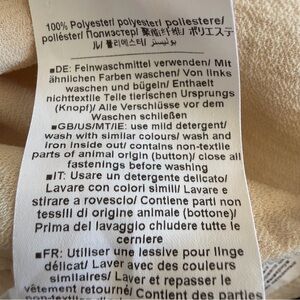 100% Polyester/ polyester/ poliestere/
poliéster/ Полиэстер/ 聚酯纤维/ ポリエステ
ル/ 폴리에스테/ بوليستر
■DE: Feinwaschmittel verwenden/ Mit
ähnlichen Farben waschen/ Von links
waschen und bügeln/ Enthaelt
nichttextile Teile tierischen Ursprungs
(Knopf)/ Alle Verschlüsse vor dem
Waschen schließen
■GB/US/MT/IE: use mild detergent/
wash with similar colours/ wash and
iron inside out/ contains non-textile
parts of animal origin (button)/ close all
fastenings before washing
■IT: Usare un detergente delicato/
Lavare con colori simili/ Lavare e
stirare a rovescio/ Contiene parti non
tessili di origine animale (bottone)/
Prima del lavaggio chiudere tutte le
cerniere
■FR: Utiliser une lessive pour linge
délicat/ Laver avec des couleurs
similaires/ Laver et repasser le
vêtement retourné/ Contient des parties